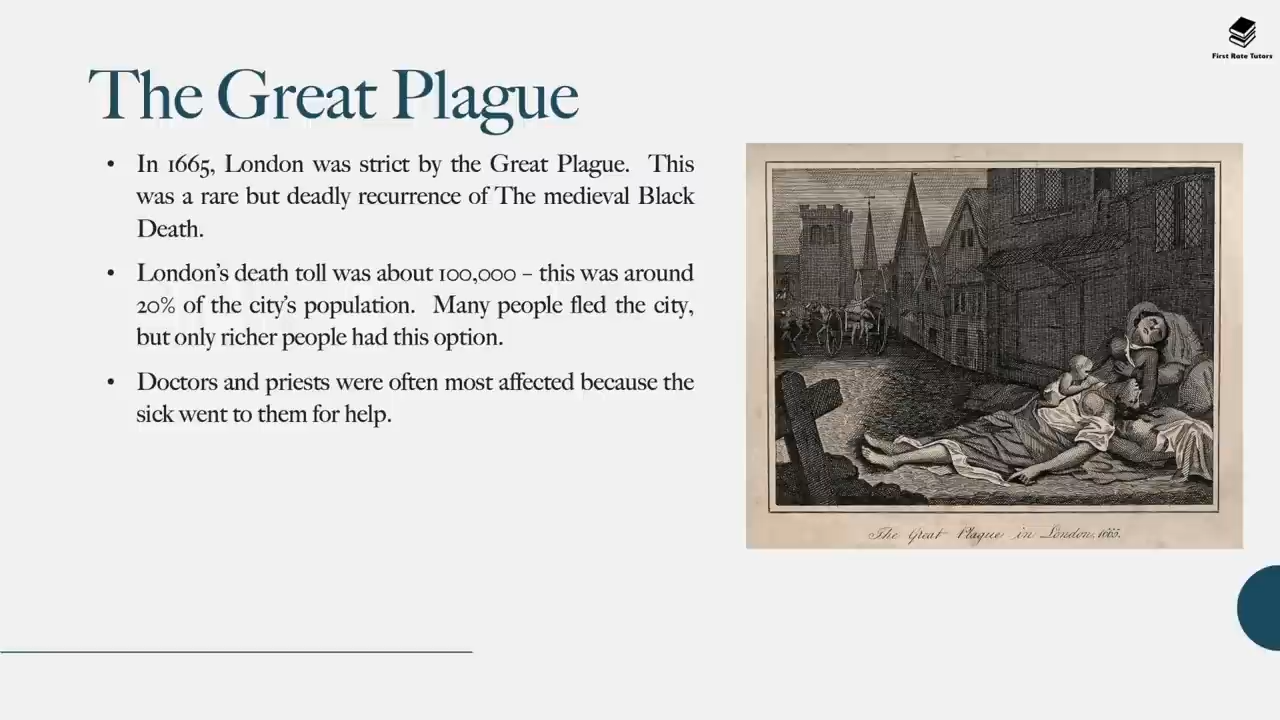 First Rate Tutors
The Great Plague
• In 1665, London was strict by the Great Plague. This
was a rare but deadly recurrence of The medieval Black
Death.
• London's death toll was about 100,000 – this was around
20% of the city's population. Many people fled the city,
but only richer people had this option.
• Doctors and priests were often most affected because the
sick went to them for help.
The Great Plague in London, 1665.